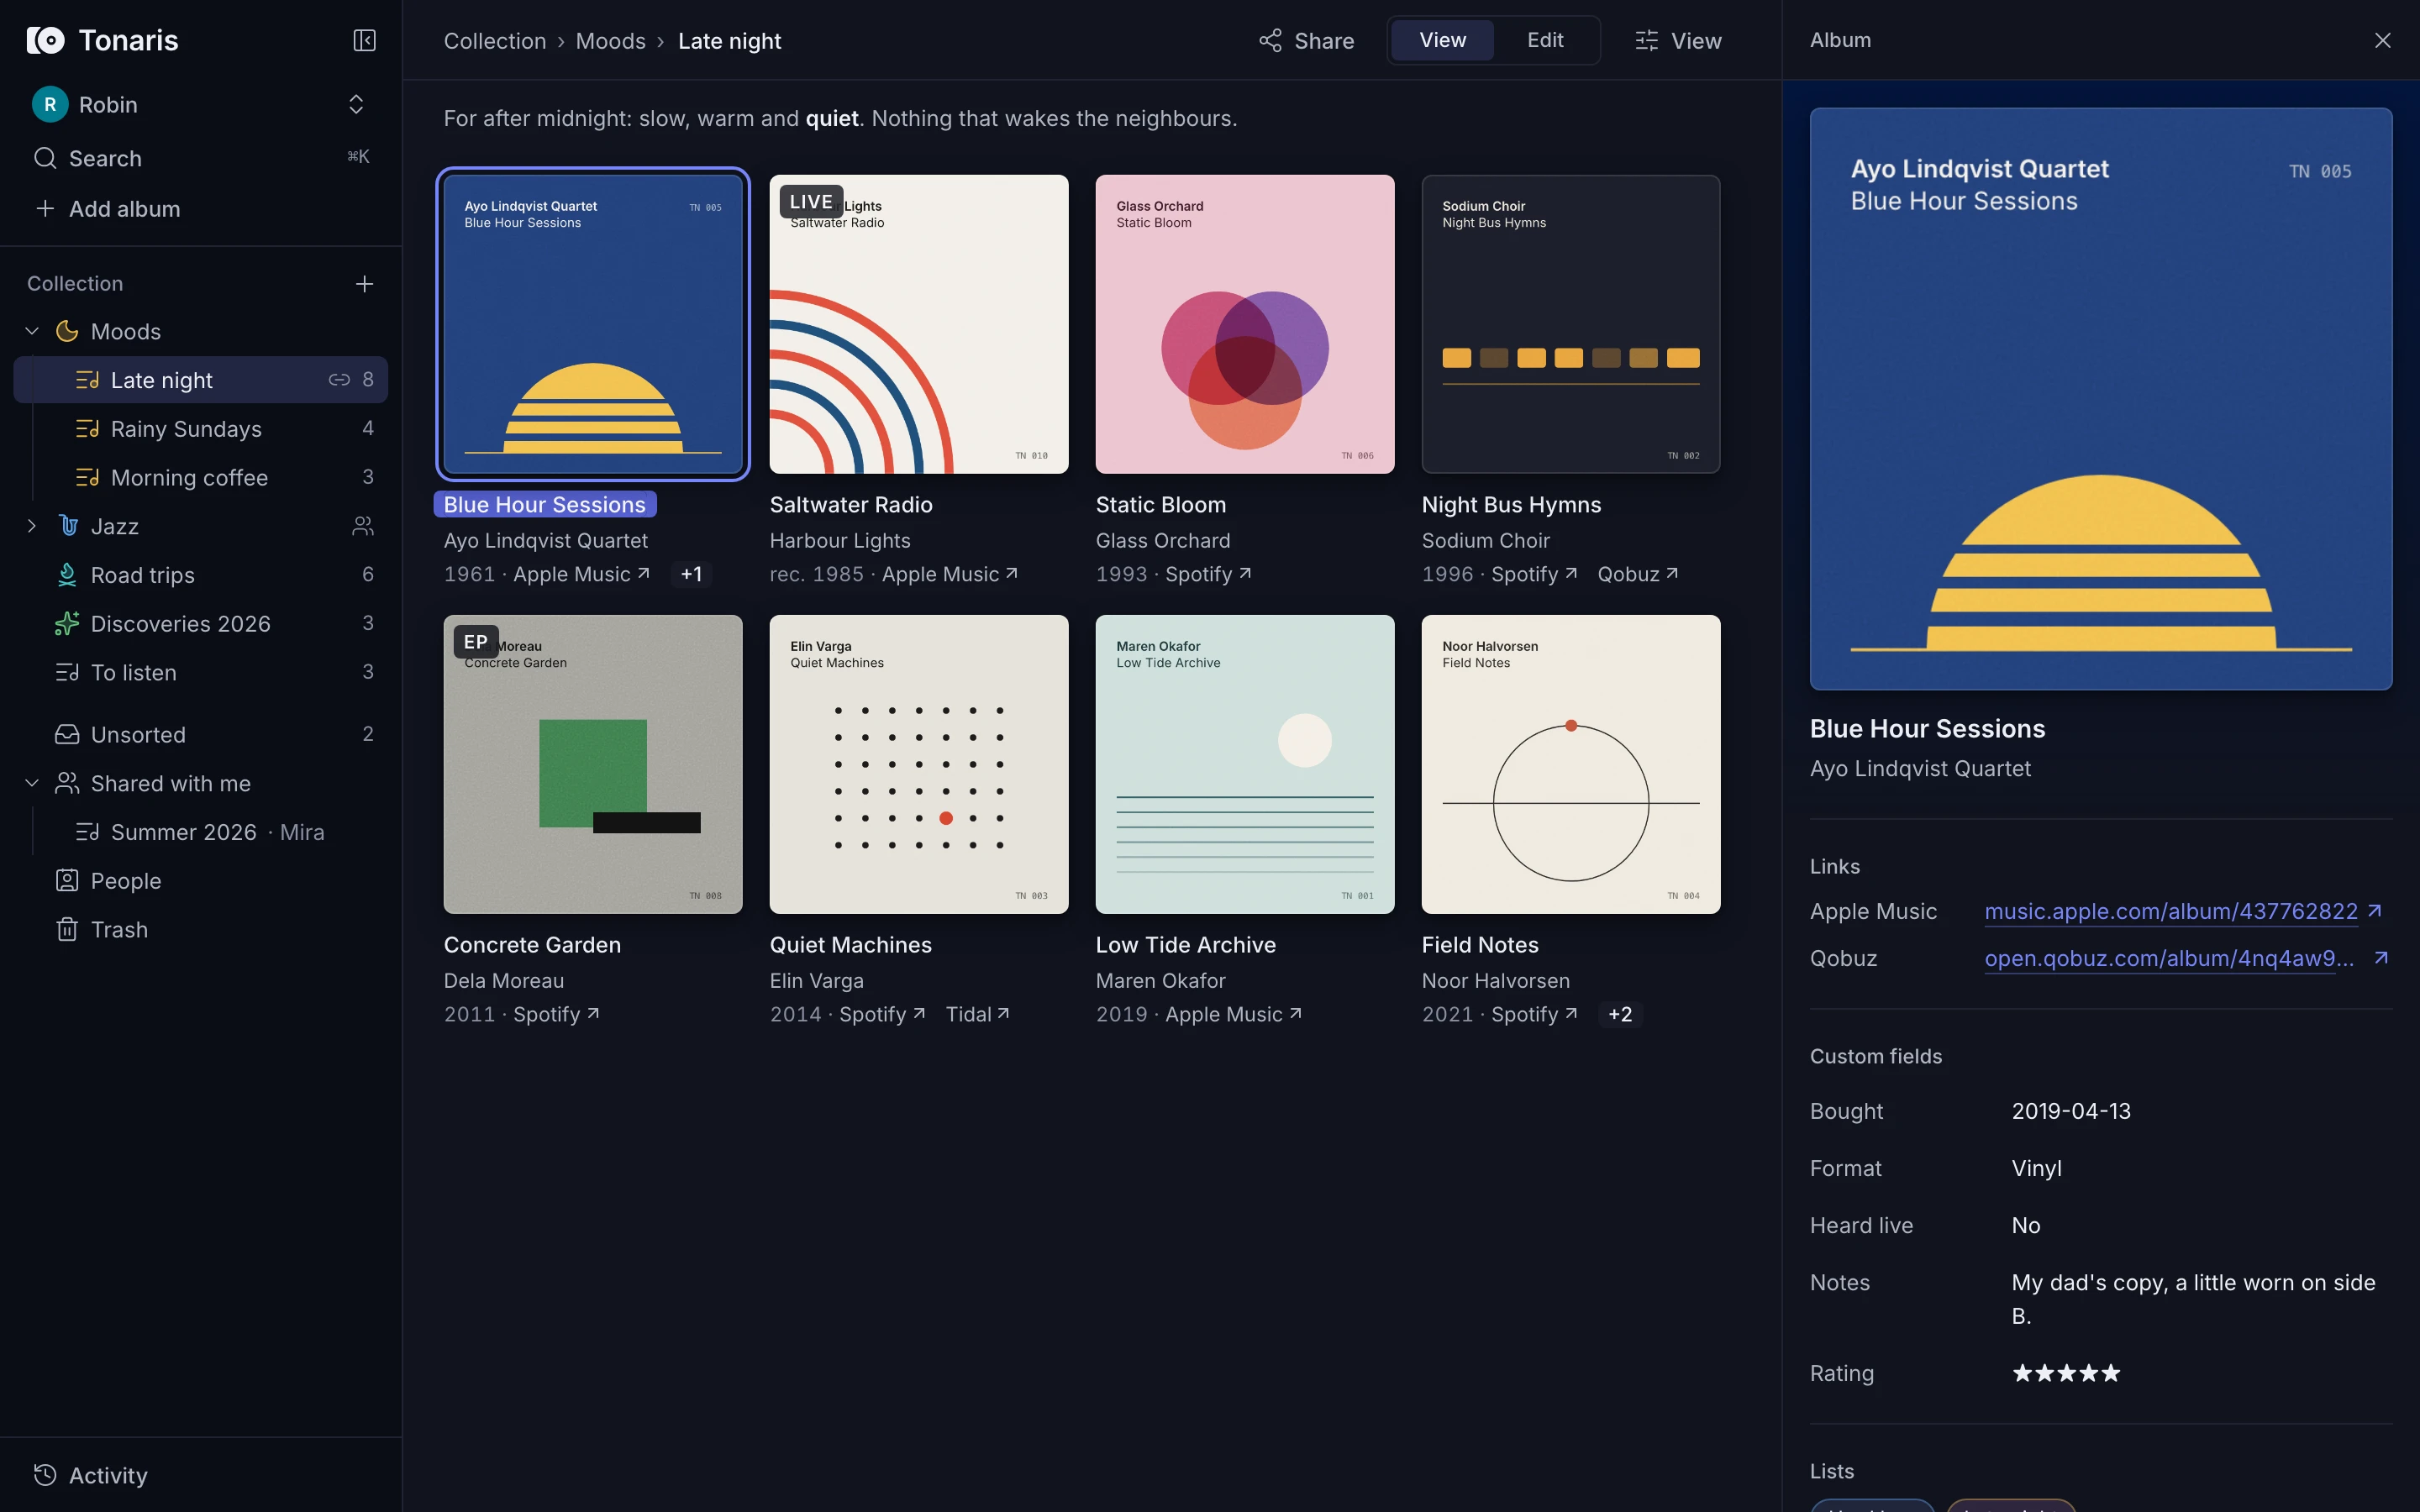 Tonaris
R Robin
Search ⌘K
Add album
Collection
Moods
Late night 8
Rainy Sundays 4
Morning coffee 3
Jazz
Road trips 6
Discoveries 2026 3
To listen 3
Unsorted 2
Shared with me
Summer 2026 · Mira
People
Trash
Activity
Collection › Moods › Late night
Share
View Edit
View
For after midnight: slow, warm and quiet. Nothing that wakes the neighbours.
Ayo Lindqvist Quartet TN 005
Blue Hour Sessions
Blue Hour Sessions
Ayo Lindqvist Quartet
1961 · Apple Music ↗ +1
LIVE
Lights
Saltwater Radio
TN 010
Saltwater Radio
Harbour Lights
rec. 1985 · Apple Music ↗
Glass Orchard
Static Bloom
TN 006
Static Bloom
Glass Orchard
1993 · Spotify ↗
Sodium Choir
Night Bus Hymns
TN 002
Night Bus Hymns
Sodium Choir
1996 · Spotify ↗ Qobuz ↗
EP
Moreau
Concrete Garden
TN 008
Concrete Garden
Dela Moreau
2011 · Spotify ↗
Elin Varga
Quiet Machines
TN 003
Quiet Machines
Elin Varga
2014 · Spotify ↗ Tidal ↗
Maren Okafor
Low Tide Archive
TN 001
Low Tide Archive
Maren Okafor
2019 · Apple Music ↗
Noor Halvorsen
Field Notes
TN 004
Field Notes
Noor Halvorsen
2021 · Spotify ↗ +2
Album
Ayo Lindqvist Quartet TN 005
Blue Hour Sessions
Blue Hour Sessions
Ayo Lindqvist Quartet
Links
Apple Music music.apple.com/album/437762822 ↗
Qobuz open.qobuz.com/album/4nq4aw9... ↗
Custom fields
Bought 2019-04-13
Format Vinyl
Heard live No
Notes My dad's copy, a little worn on side
B.
Rating ★★★★★
Lists